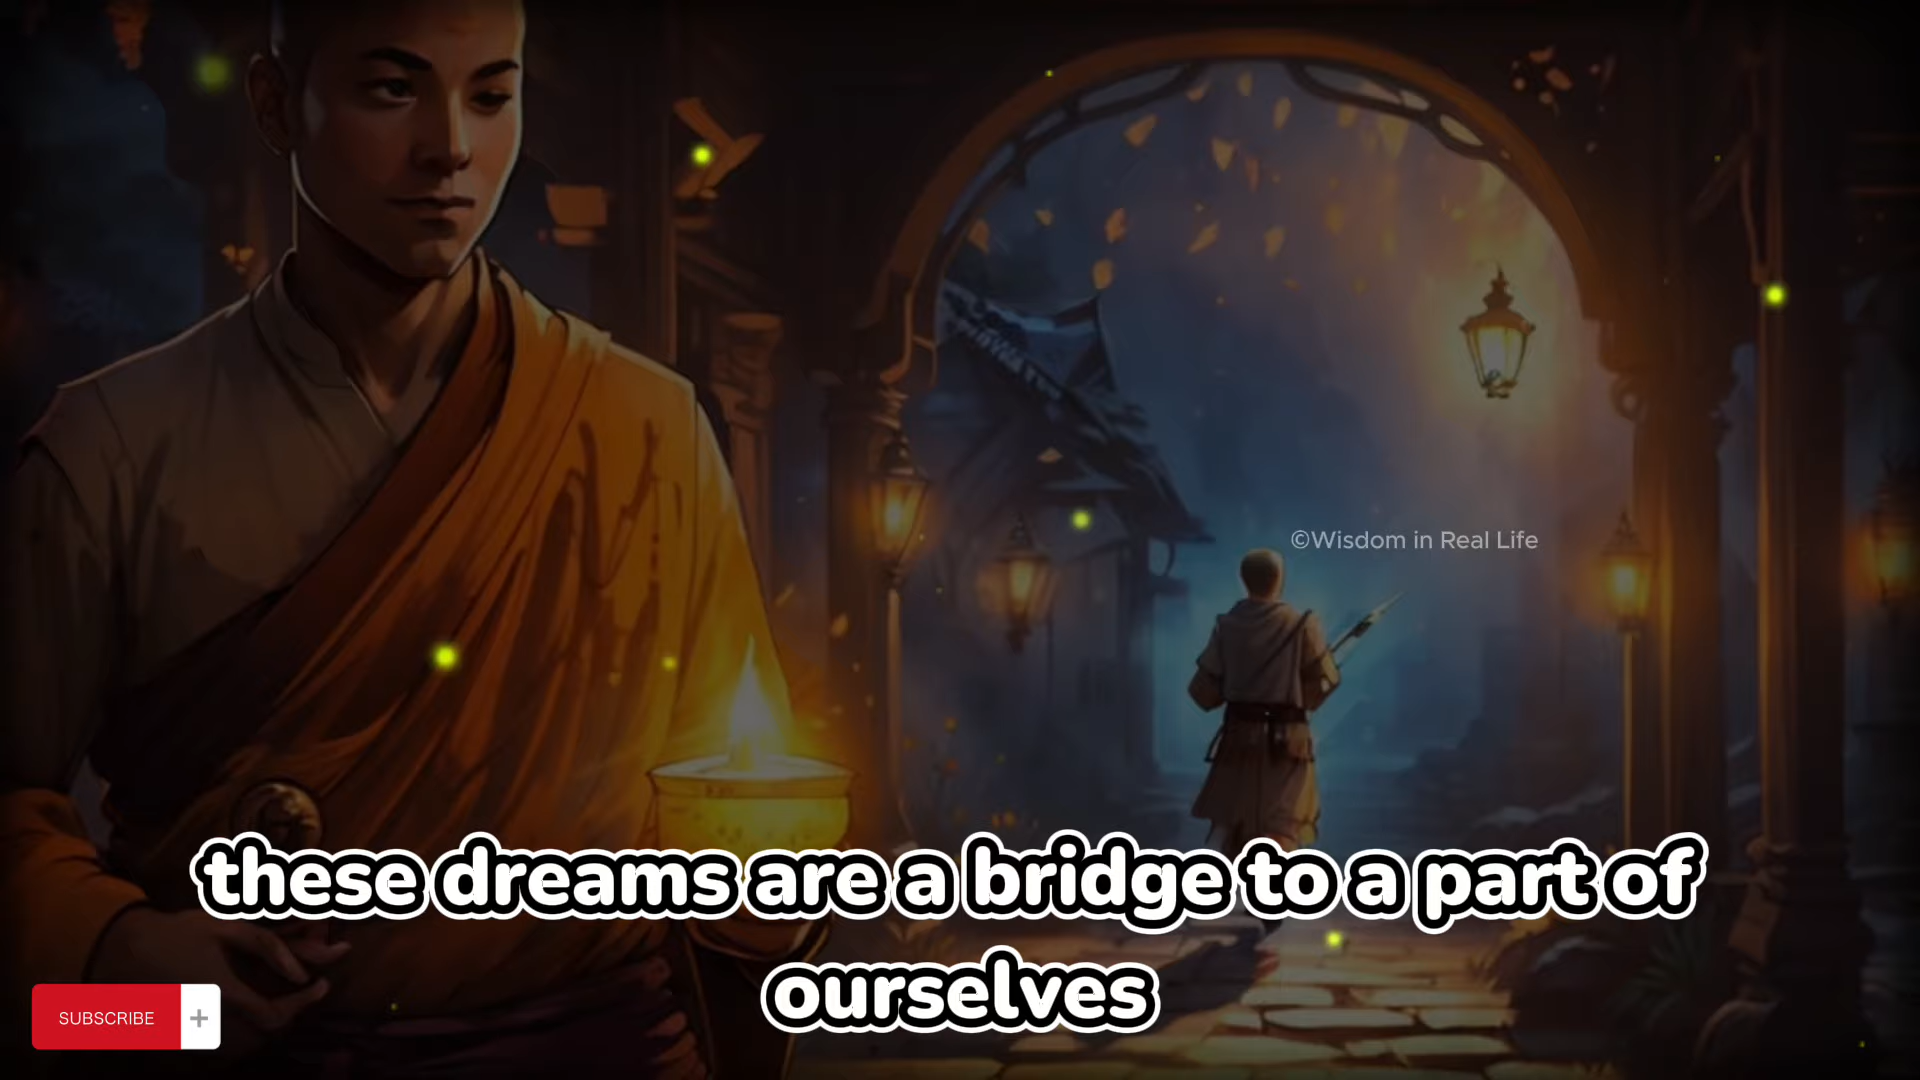 ©Wisdom in Real Life
these dreams are a bridge to a part of
ourselves
SUBSCRIBE +